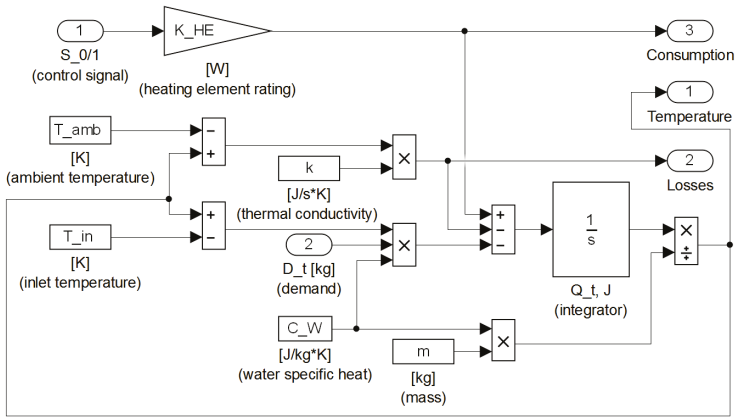 1
S_0/1
(control signal)
K_HE
[W]
(heating element rating)
3
Consumption
1
Temperature
T_amb
[K]
(ambient temperature)
−
+
k
[J/s*K]
(thermal conductivity)
×
2
Losses
T_in
[K]
(inlet temperature)
+
−
2
D_t [kg]
(demand)
×
+
−
−
1
s
Q_t, J
(integrator)
×
÷
C_W
[J/kg*K]
(water specific heat)
m
[kg]
(mass)
×